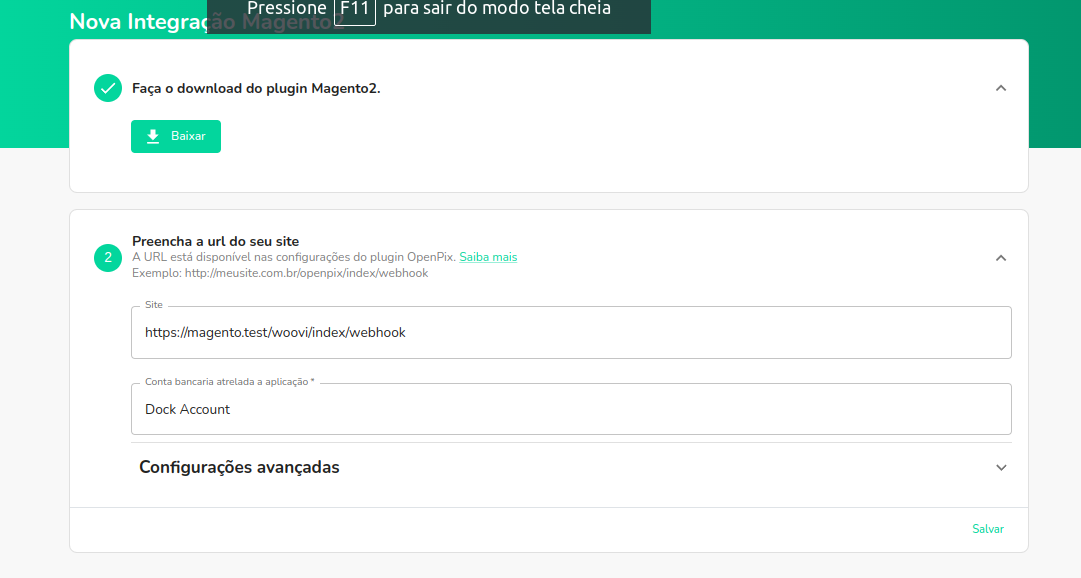 Pressione F11 para sair do modo tela cheia
Nova Integração Magento2
Faça o download do plugin Magento2.
Baixar
2
Preencha a url do seu site
A URL está disponível nas configurações do plugin OpenPix. Saiba mais
Exemplo: http://meusite.com.br/openpix/index/webhook
Site
https://magento.test/woovi/index/webhook
Conta bancaria atrelada a aplicação *
Dock Account
Configurações avançadas
Salvar